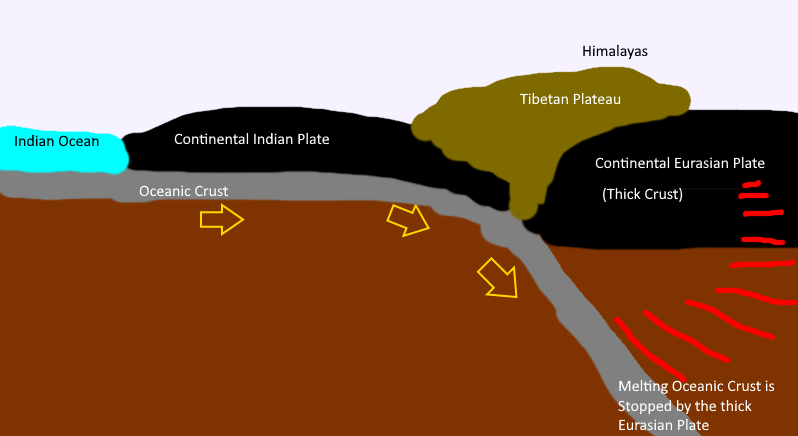 Himalayas
Tibetan Plateau
Indian Ocean
Continental Indian Plate
Continental Eurasian Plate
(Thick Crust)
Oceanic Crust
Melting Oceanic Crust is
Stopped by the thick
Eurasian Plate